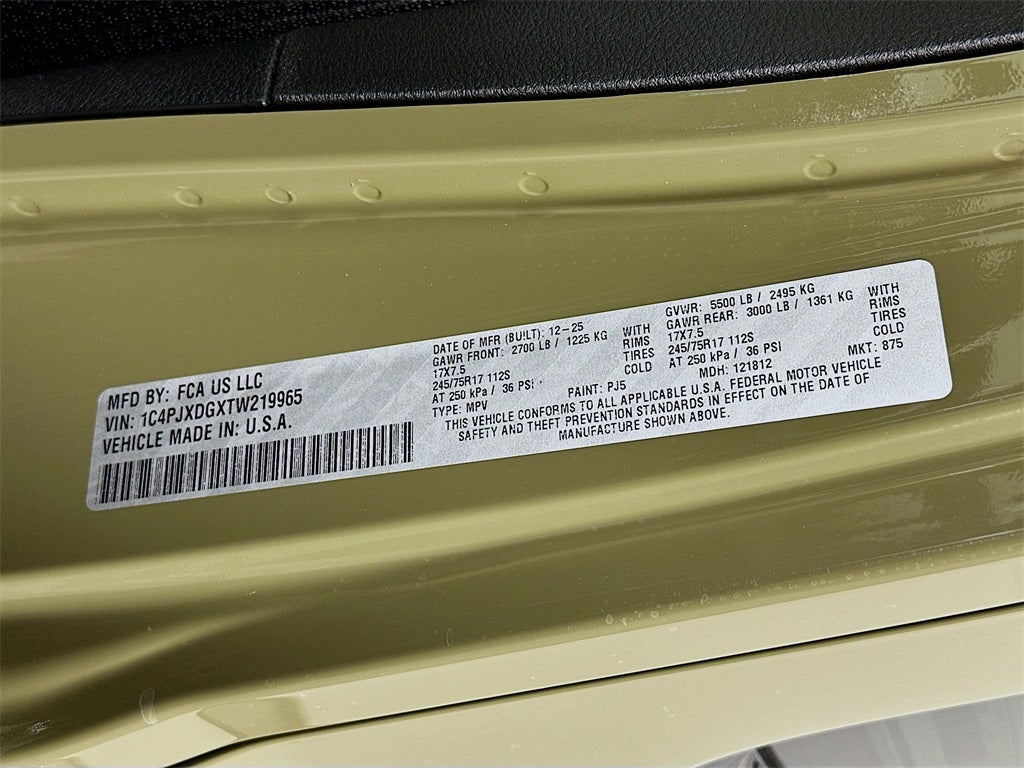 MFD BY: FCA US LLC
VIN: 1C4PJXDGXTW219965
VEHICLE MADE IN: U.S.A.
DATE OF MFR (BUILT): 12-25
GAWR FRONT: 2700 LB / 1225 KG WITH
17X7.5 RIMS
245/75R17 112S TIRES
AT 250 kPa / 36 PSI COLD
TYPE: MPV PAINT: PJ5
GVWR: 5500 LB / 2495 KG
GAWR REAR: 3000 LB / 1361 KG WITH
17X7.5 RIMS
245/75R17 112S TIRES
AT 250 kPa / 36 PSI COLD
MDH: 121812 MKT: 875
THIS VEHICLE CONFORMS TO ALL APPLICABLE U.S.A. FEDERAL MOTOR VEHICLE
SAFETY AND THEFT PREVENTION STANDARDS IN EFFECT ON THE DATE OF
MANUFACTURE SHOWN ABOVE.